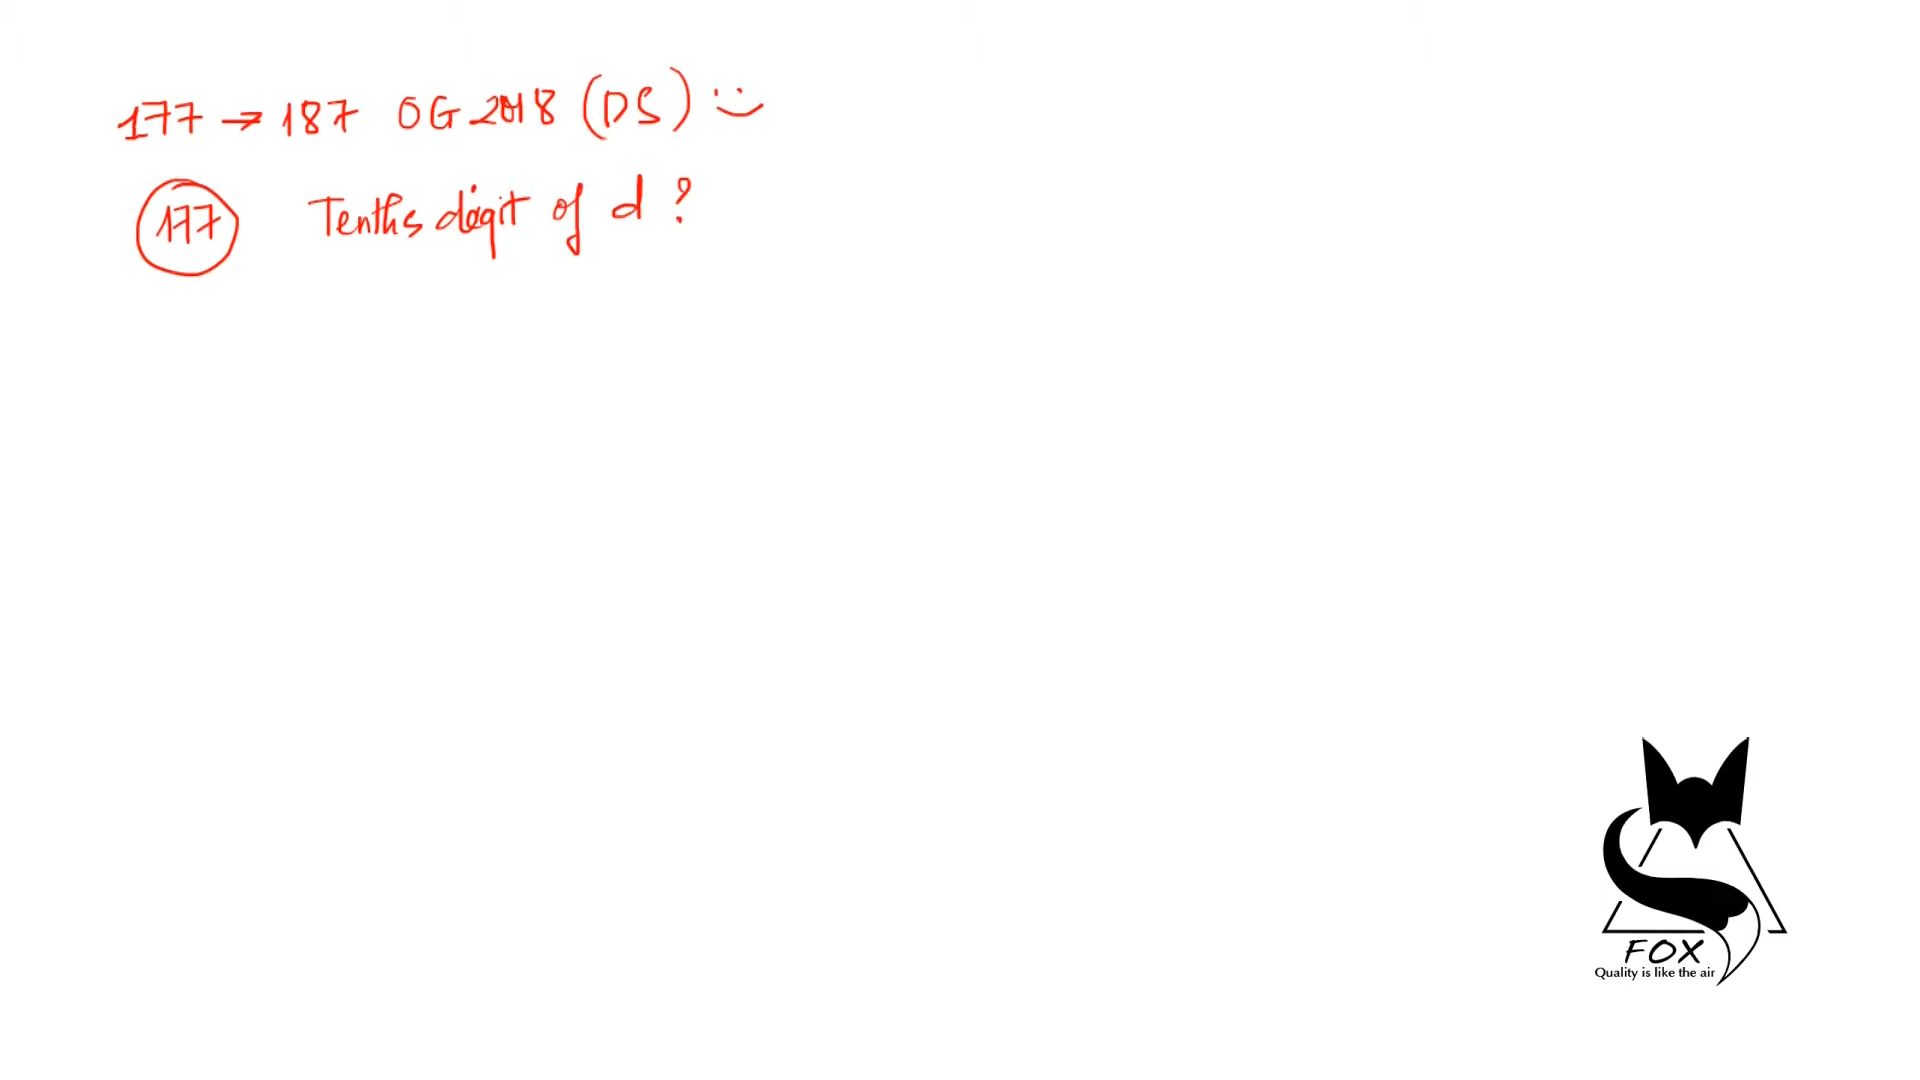 177 → 187 OG 2018 (DS)
177 Tenths digit of d ?
FOX
Quality is like the air